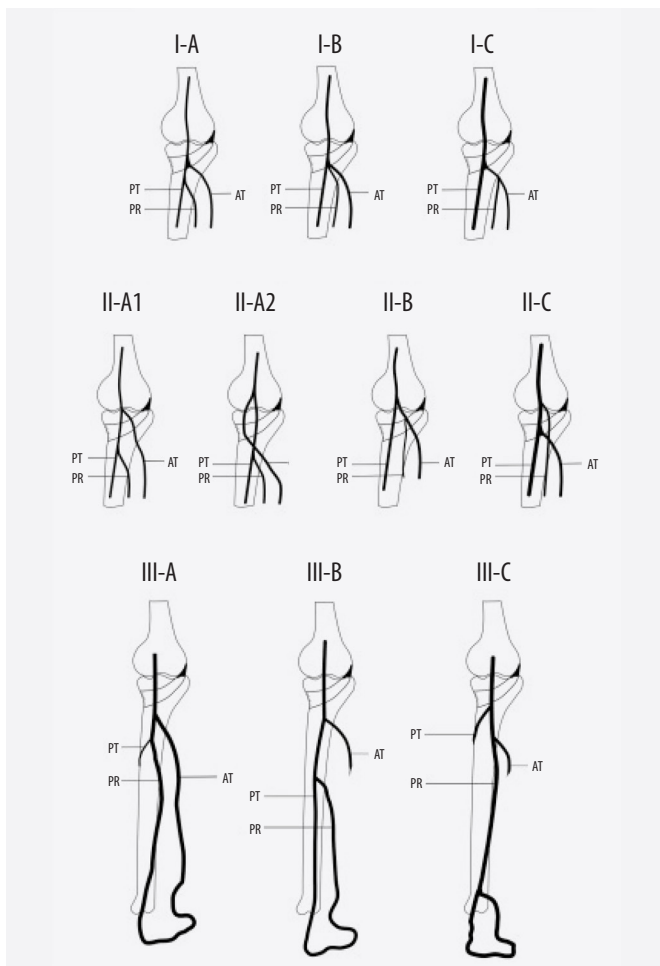 I-A I-B I-C
PT AT PT AT PT AT
PR PR PR
II-A1 II-A2 II-B II-C
PT AT PT PT AT PT AT
PR PR PR PR
III-A III-B III-C
PT
PT
AT
AT
PR AT PR
PT
PR